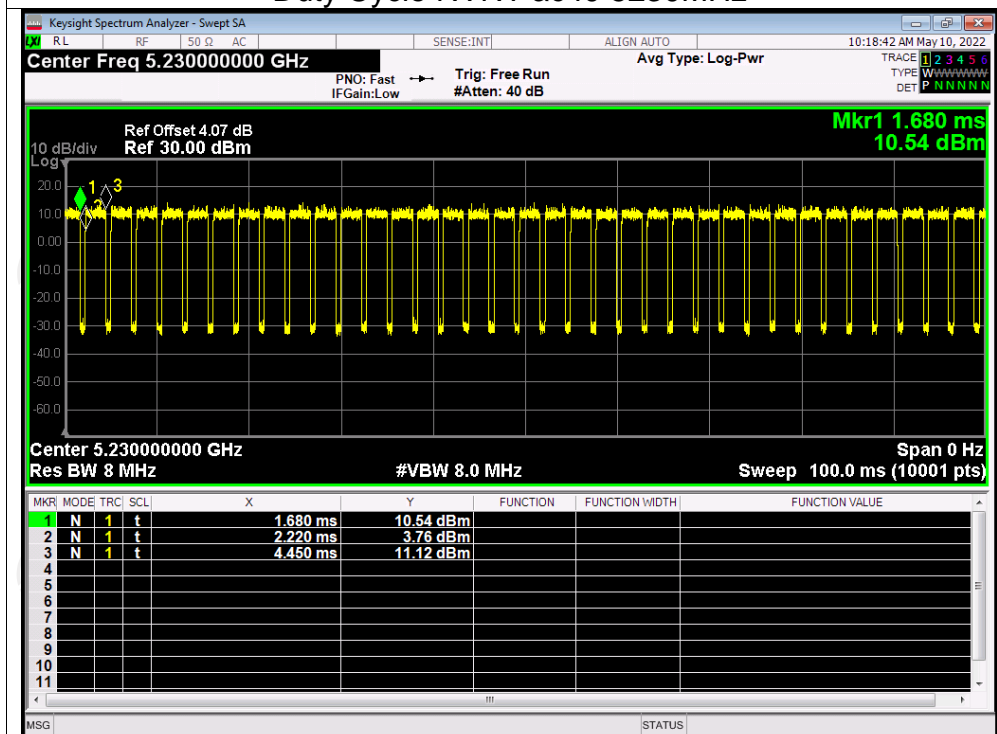 Keysight Spectrum Analyzer - Swept SA
LXI RL RF 50 Ω AC SENSE:INT ALIGN AUTO 10:18:42 AM May 10, 2022
Center Freq 5.230000000 GHz Avg Type: Log-Pwr TRACE 1 2 3 4 5 6
PNO: Fast Trig: Free Run TYPE WWWWWW
IFGain:Low #Atten: 40 dB DET P N N N N N
Mkr1 1.680 ms
Ref Offset 4.07 dB
10 dB/div Ref 30.00 dBm 10.54 dBm
Log
20.0
1 3
2
10.0
0.00
-10.0
-20.0
-30.0
-40.0
-50.0
-60.0
Center 5.230000000 GHz Span 0 Hz
Res BW 8 MHz #VBW 8.0 MHz Sweep 100.0 ms (10001 pts)
MKR MODE TRC SCL X Y FUNCTION FUNCTION WIDTH FUNCTION VALUE
1 N 1 t 1.680 ms 10.54 dBm
2 N 1 t 2.220 ms 3.76 dBm
3 N 1 t 4.450 ms 11.12 dBm
4
5
6
7
8
9
10
11
MSG STATUS